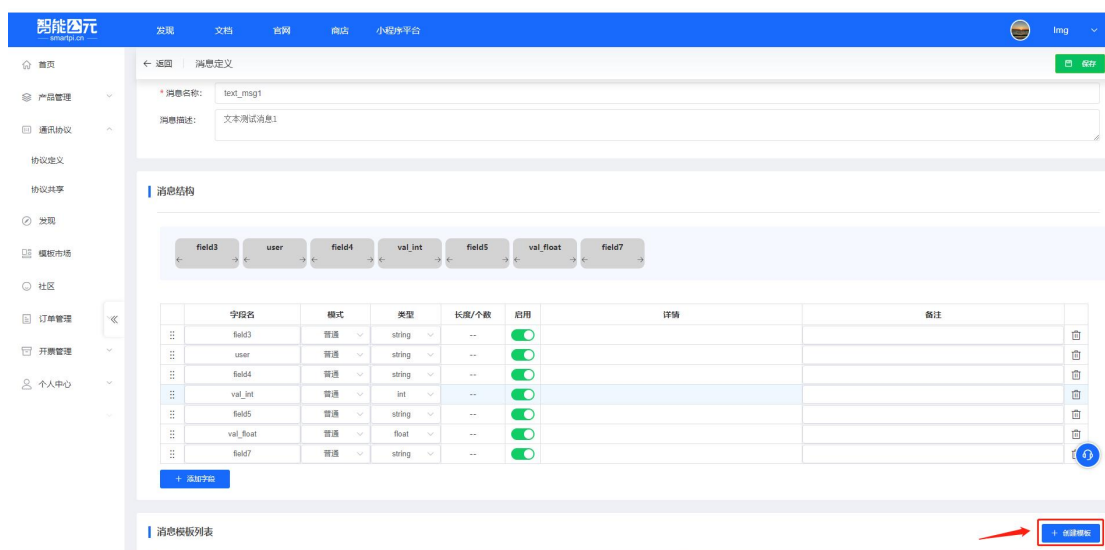 智能公元 发现 文档 官网 商店 小程序平台 lmg
smartpi.cn
首页
产品管理
通讯协议
协议定义
协议共享
发现
模板市场
社区
订单管理
开票管理
个人中心
← 返回 消息定义 保存
* 消息名称: text_msg1
消息描述: 文本测试消息1
消息结构
field3 user field4 val_int field5 val_float field7
字段名 模式 类型 长度/个数 启用 详情 备注
field3 普通 string --
user 普通 string --
field4 普通 string --
val_int 普通 int --
field5 普通 string --
val_float 普通 float --
field7 普通 string --
+ 添加字段
消息模板列表 + 创建模板